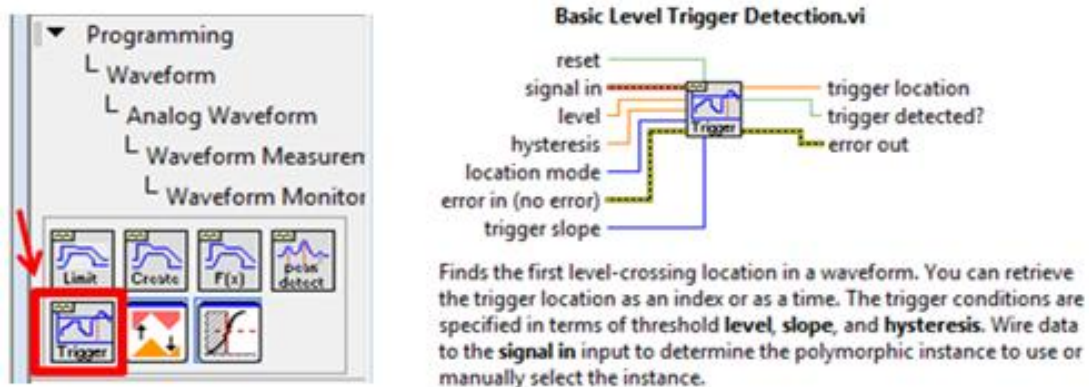 Programming
Waveform
Analog Waveform
Waveform Measurem
Waveform Monitor
Limit
Create
F(x)
peak
detect
Trigger
Basic Level Trigger Detection.vi
reset
signal in
level
hysteresis
location mode
error in (no error)
trigger slope
Trigger
trigger location
trigger detected?
error out
Finds the first level-crossing location in a waveform. You can retrieve
the trigger location as an index or as a time. The trigger conditions are
specified in terms of threshold level, slope, and hysteresis. Wire data
to the signal in input to determine the polymorphic instance to use or
manually select the instance.